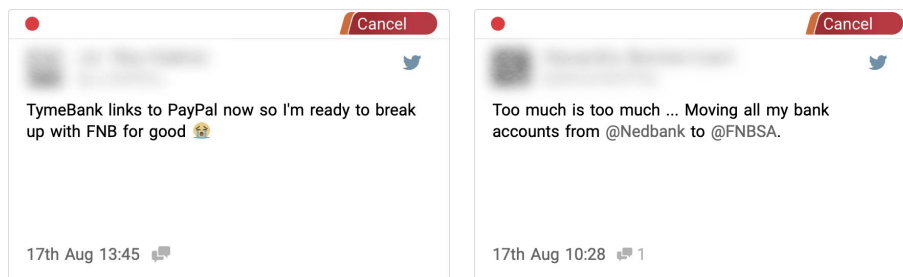 Cancel
TymeBank links to PayPal now so I'm ready to break
up with FNB for good 😭
17th Aug 13:45
Cancel
Too much is too much ... Moving all my bank
accounts from @Nedbank to @FNBSA.
17th Aug 10:28 1